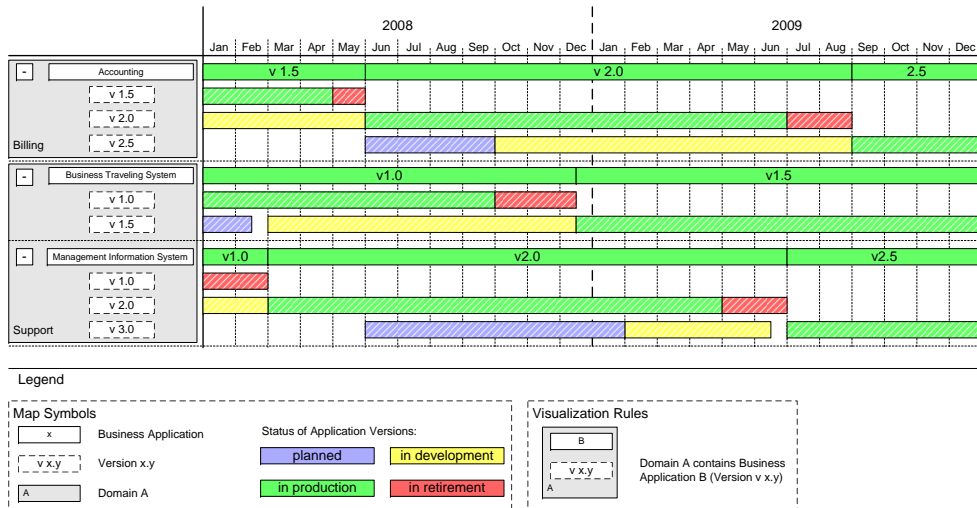 2008 2009
Jan Feb Mar Apr May Jun Jul Aug Sep Oct Nov Dec Jan Feb Mar Apr May Jun Jul Aug Sep Oct Nov Dec
- Accounting v 1.5 v 2.0 2.5
v 1.5
v 2.0
Billing v 2.5
- Business Traveling System v1.0 v1.5
v 1.0
v 1.5
- Management Information System v1.0 v2.0 v2.5
v 1.0
v 2.0
Support v 3.0
Legend
Map Symbols
x Business Application
v x.y Version x.y
A Domain A
Status of Application Versions:
planned in development
in production in retirement
Visualization Rules
B
v x.y
A
Domain A contains Business
Application B (Version v x.y)